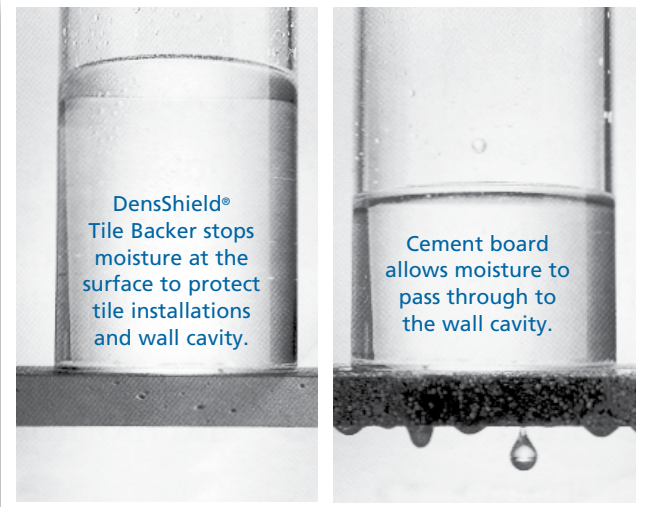 DensShield®
Tile Backer stops
moisture at the
surface to protect
tile installations
and wall cavity.
Cement board
allows moisture to
pass through to
the wall cavity.